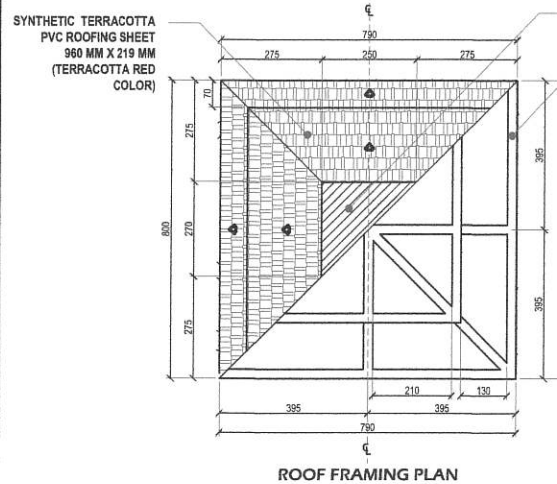 SYNTHETIC TERRACOTTA
PVC ROOFING SHEET
960 MM X 219 MM
(TERRACOTTA RED
COLOR)
℄
790
275 250 275
70
275
270
275
800
395
395
210 130
395 395
790
℄
ROOF FRAMING PLAN